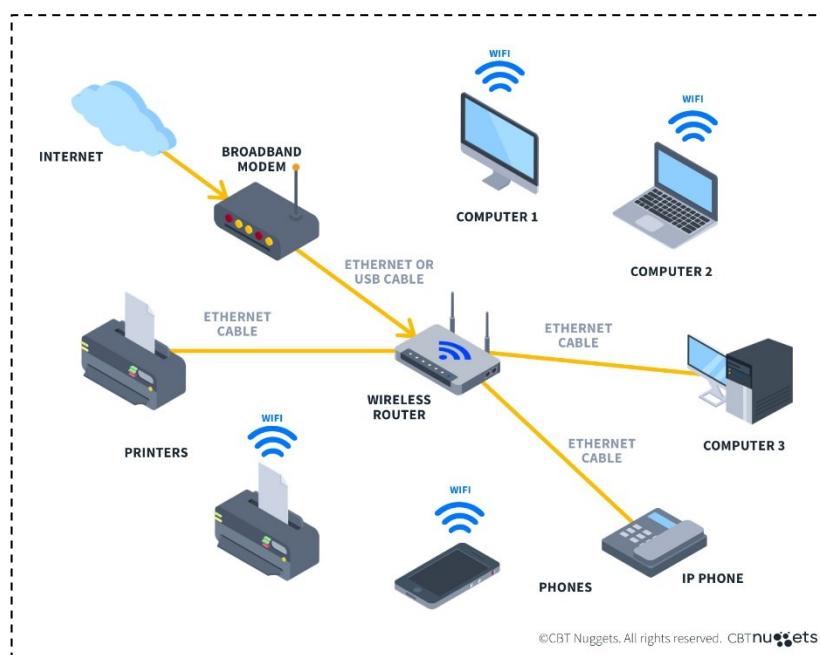 WIFI
WIFI
INTERNET
BROADBAND
MODEM
COMPUTER 1
COMPUTER 2
ETHERNET OR
USB CABLE
ETHERNET
CABLE
ETHERNET
CABLE
WIRELESS
ROUTER
PRINTERS
WIFI
ETHERNET
CABLE
COMPUTER 3
WIFI
PHONES
IP PHONE
©CBT Nuggets. All rights reserved. CBTnuggets